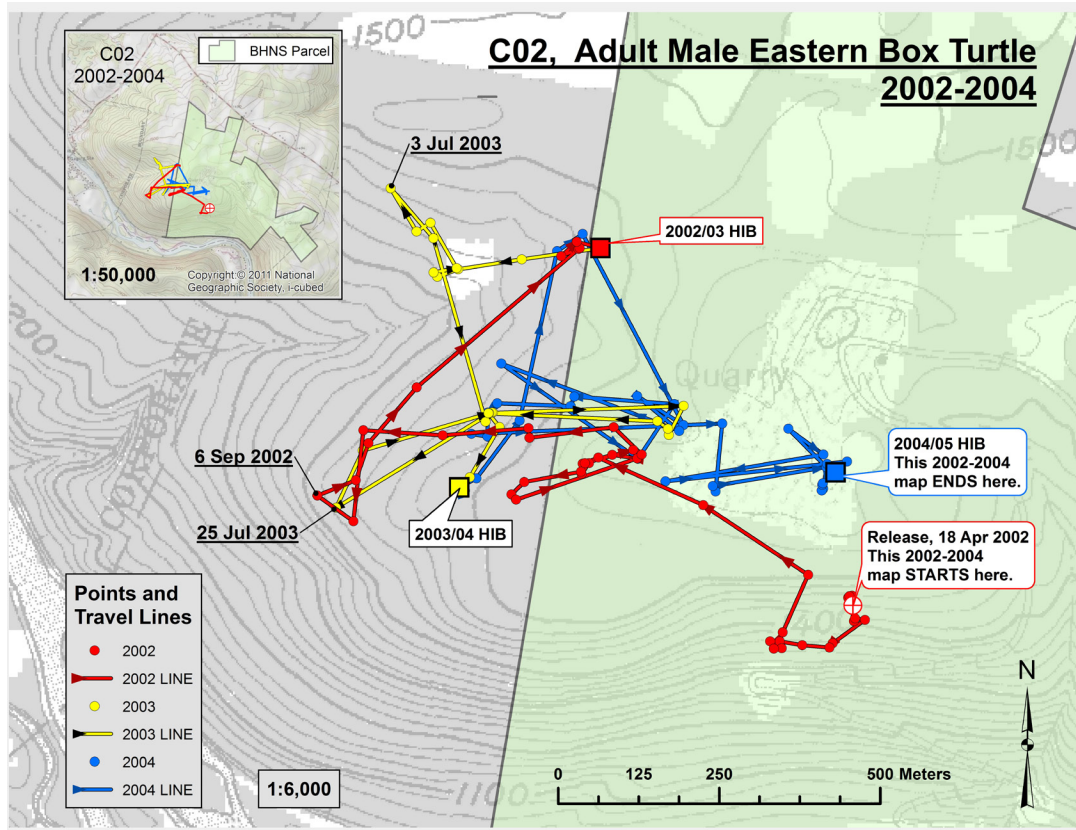 C02, Adult Male Eastern Box Turtle
2002-2004
C02
2002-2004
BHNS Parcel
1:50,000
Copyright:© 2011 National
Geographic Society, i-cubed
1500
1500
3 Jul 2003
2002/03 HIB
Quarry
6 Sep 2002
25 Jul 2003
2003/04 HIB
2004/05 HIB
This 2002-2004
map ENDS here.
Release, 18 Apr 2002
This 2002-2004
map STARTS here.
1400
1100
Points and
Travel Lines
2002
2002 LINE
2003
2003 LINE
2004
2004 LINE
1:6,000
0 125 250 500 Meters
N